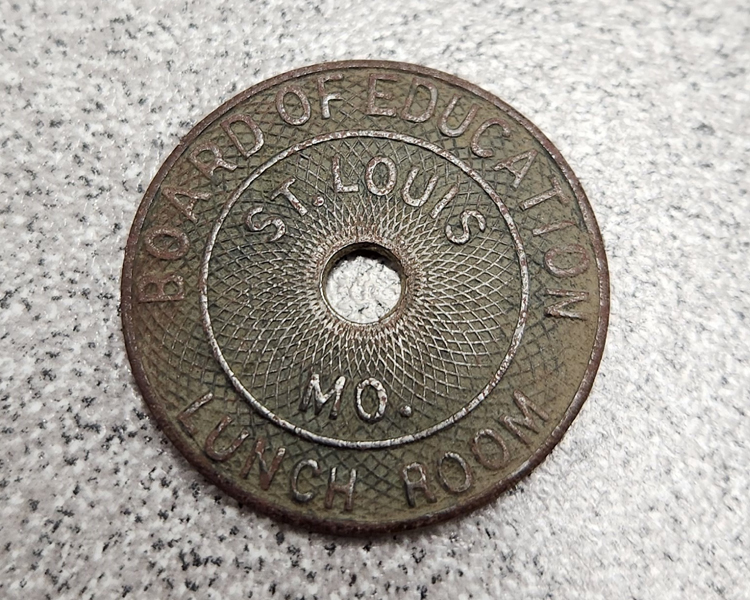 BOARD OF EDUCATION
ST. LOUIS
MO.
LUNCH ROOM